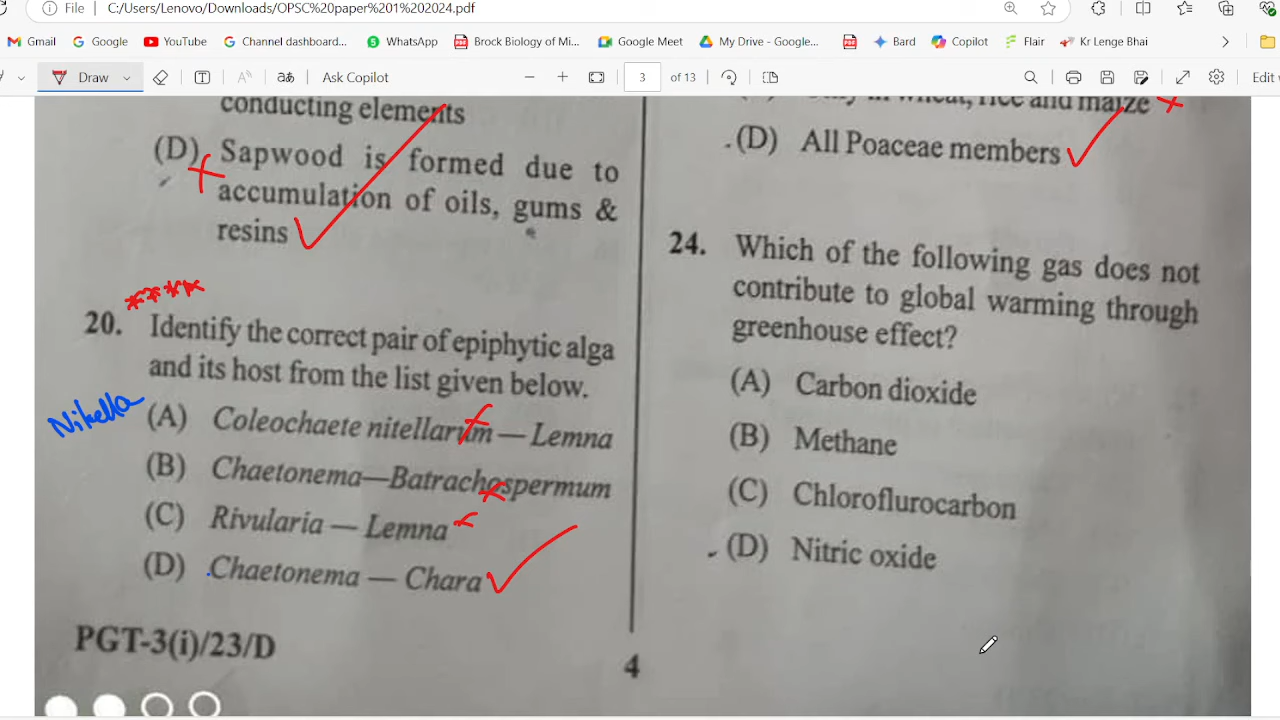 File C:/Users/Lenovo/Downloads/OPSC%20paper%201%202024.pdf
Gmail Google YouTube Channel dashboard... WhatsApp Brock Biology of Mi... Google Meet My Drive - Google... Bard Copilot Flair Kr Lenge Bhai
Draw Ask Copilot 3 of 13 Edit
conducting elements
(D) Sapwood is formed due to
accumulation of oils, gums &
resins
****
20. Identify the correct pair of epiphytic alga
and its host from the list given below.
Nikella
(A) Coleochaete nitellarum — Lemna
(B) Chaetonema—Batrachospermum
(C) Rivularia — Lemna
(D) Chaetonema — Chara
PGT-3(i)/23/D
wheat, rice and maize
(D) All Poaceae members
24. Which of the following gas does not
contribute to global warming through
greenhouse effect?
(A) Carbon dioxide
(B) Methane
(C) Chloroflurocarbon
(D) Nitric oxide
4